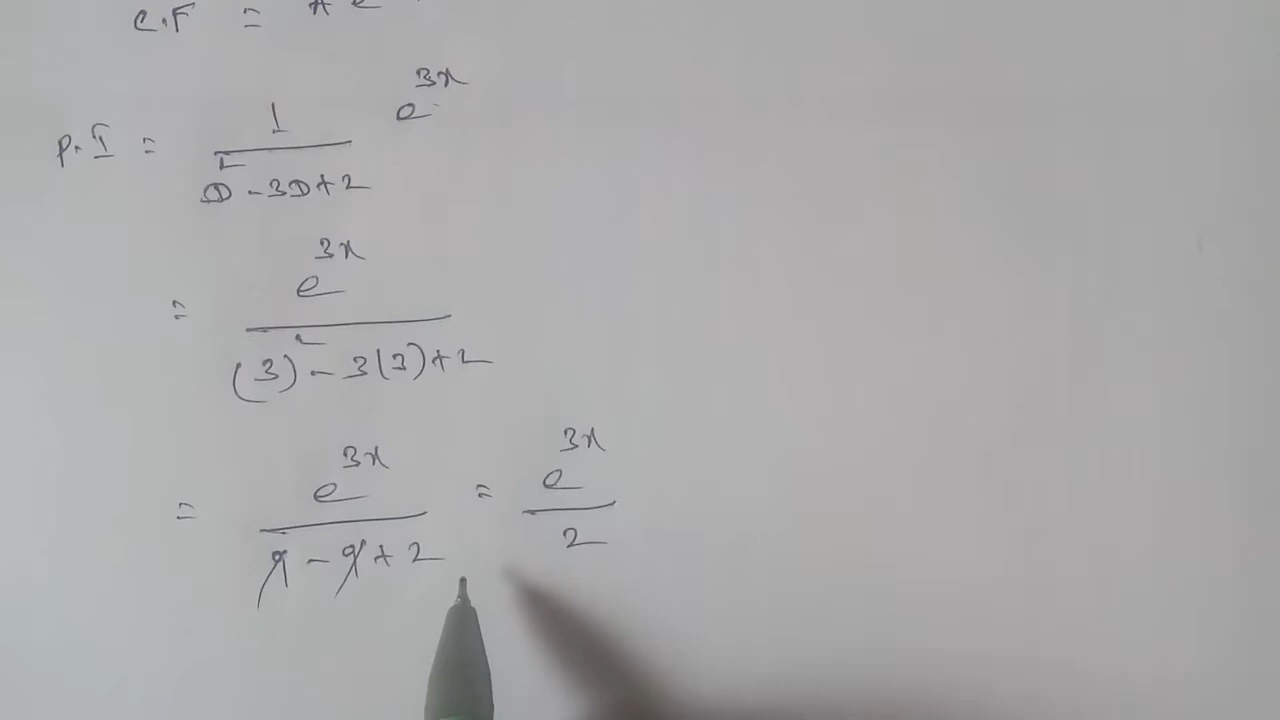 C.F = A e
P.I = 1 / (D² - 3D + 2) e^3x
= e^3x / ((3)² - 3(3) + 2)
= e^3x / (9 - 9 + 2) = e^3x / 2